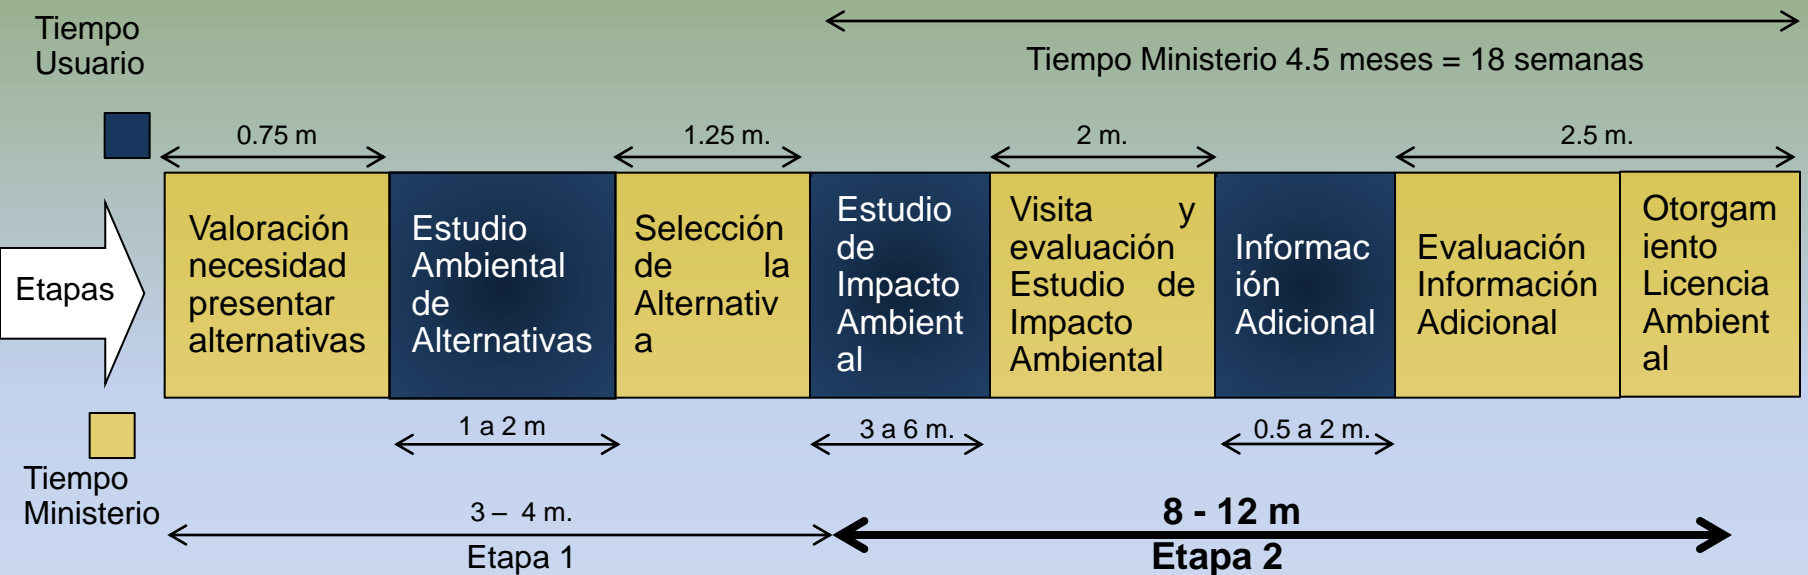 Tiempo
Usuario
Tiempo Ministerio 4.5 meses = 18 semanas
0.75 m
1.25 m.
2 m.
2.5 m.
Etapas
Valoración
necesidad
presentar
alternativas
Estudio
Ambiental
de
Alternativas
Selección
de la
Alternativ
a
Estudio
de
Impacto
Ambient
al
Visita y
evaluación
Estudio de
Impacto
Ambiental
Informac
ión
Adicional
Evaluación
Información
Adicional
Otorgam
iento
Licencia
Ambient
al
1 a 2 m
3 a 6 m.
0.5 a 2 m.
Tiempo
Ministerio
3 – 4 m.
Etapa 1
8 - 12 m
Etapa 2